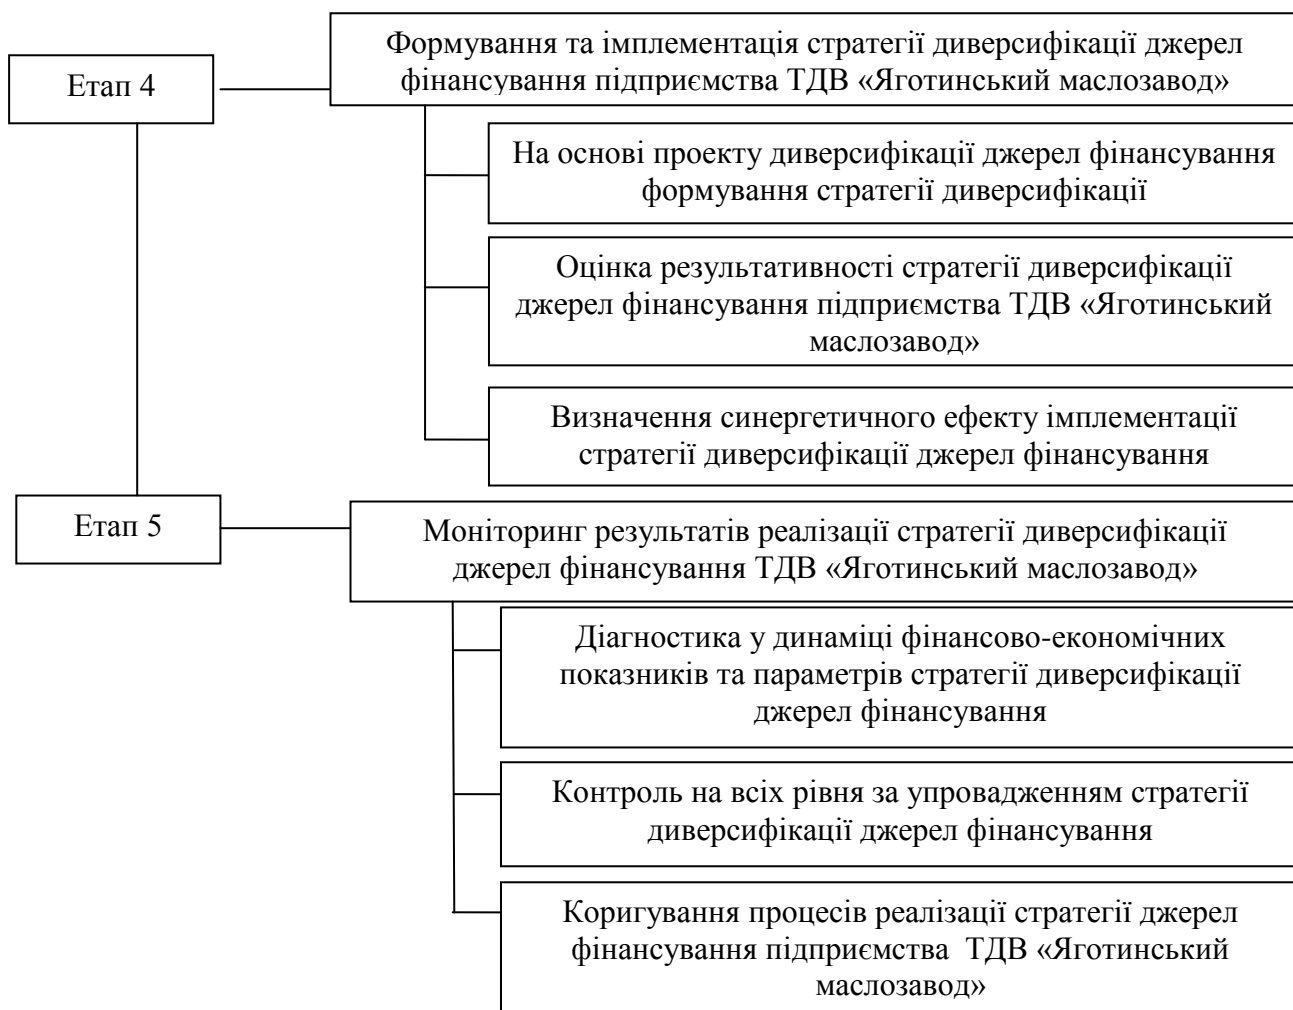 Етап 4
Формування та імплементація стратегії диверсифікації джерел
фінансування підприємства ТДВ «Яготинський маслозавод»
На основі проекту диверсифікації джерел фінансування
формування стратегії диверсифікації
Оцінка результативності стратегії диверсифікації
джерел фінансування підприємства ТДВ «Яготинський
маслозавод»
Визначення синергетичного ефекту імплементації
стратегії диверсифікації джерел фінансування
Етап 5
Моніторинг результатів реалізації стратегії диверсифікації
джерел фінансування ТДВ «Яготинський маслозавод»
Діагностика у динаміці фінансово-економічних
показників та параметрів стратегії диверсифікації
джерел фінансування
Контроль на всіх рівня за упровадженням стратегії
диверсифікації джерел фінансування
Коригування процесів реалізації стратегії джерел
фінансування підприємства  ТДВ «Яготинський
маслозавод»